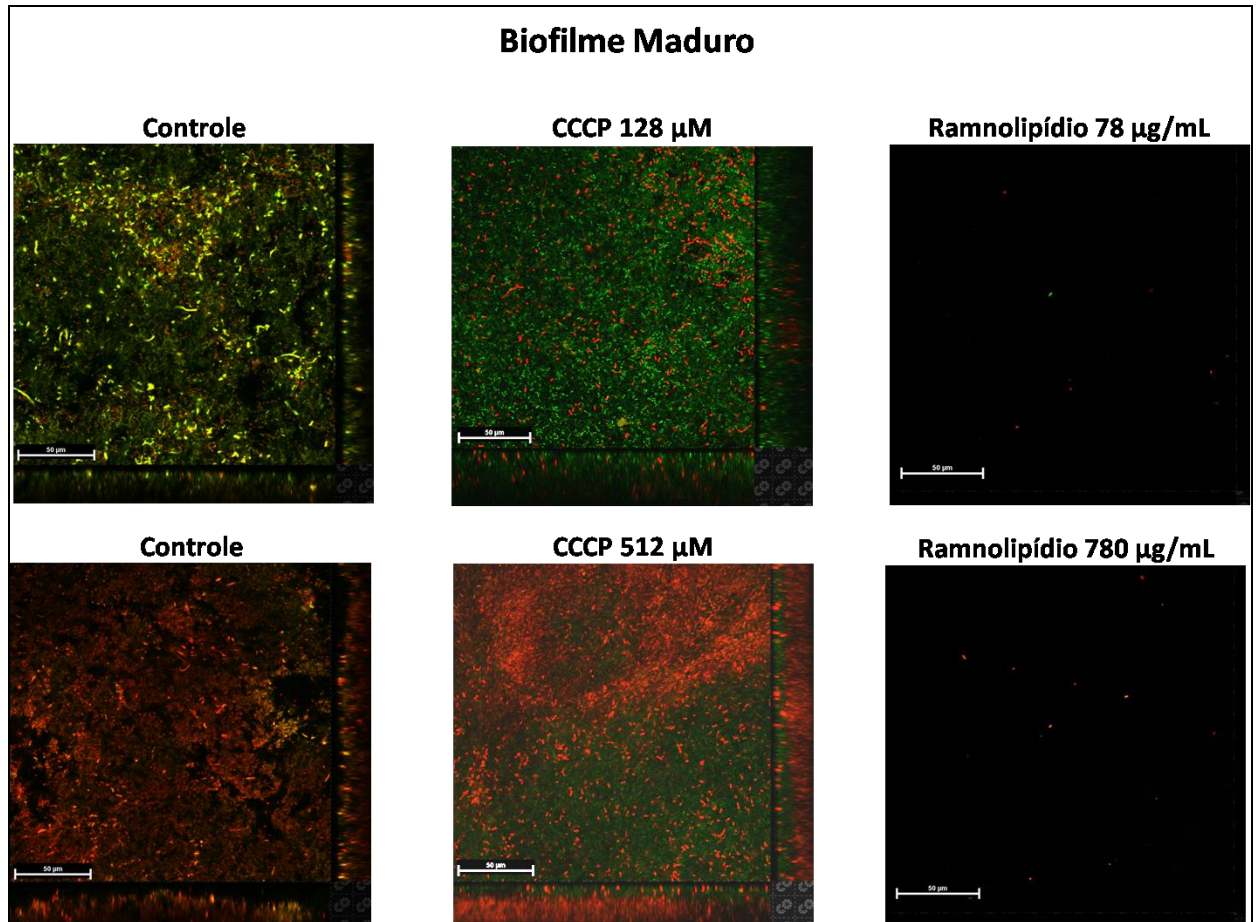 Biofilme Maduro
Controle
CCCP 128 µM
Ramnolipídio 78 µg/mL
50 µm
50 µm
50 µm
Controle
CCCP 512 µM
Ramnolipídio 780 µg/mL
50 µm
50 µm
50 µm